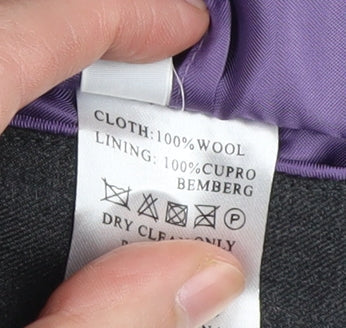 CLOTH:100%WOOL
LINING: 100%CUPRO
BEMBERG
P
DRY CLEAN ONLY